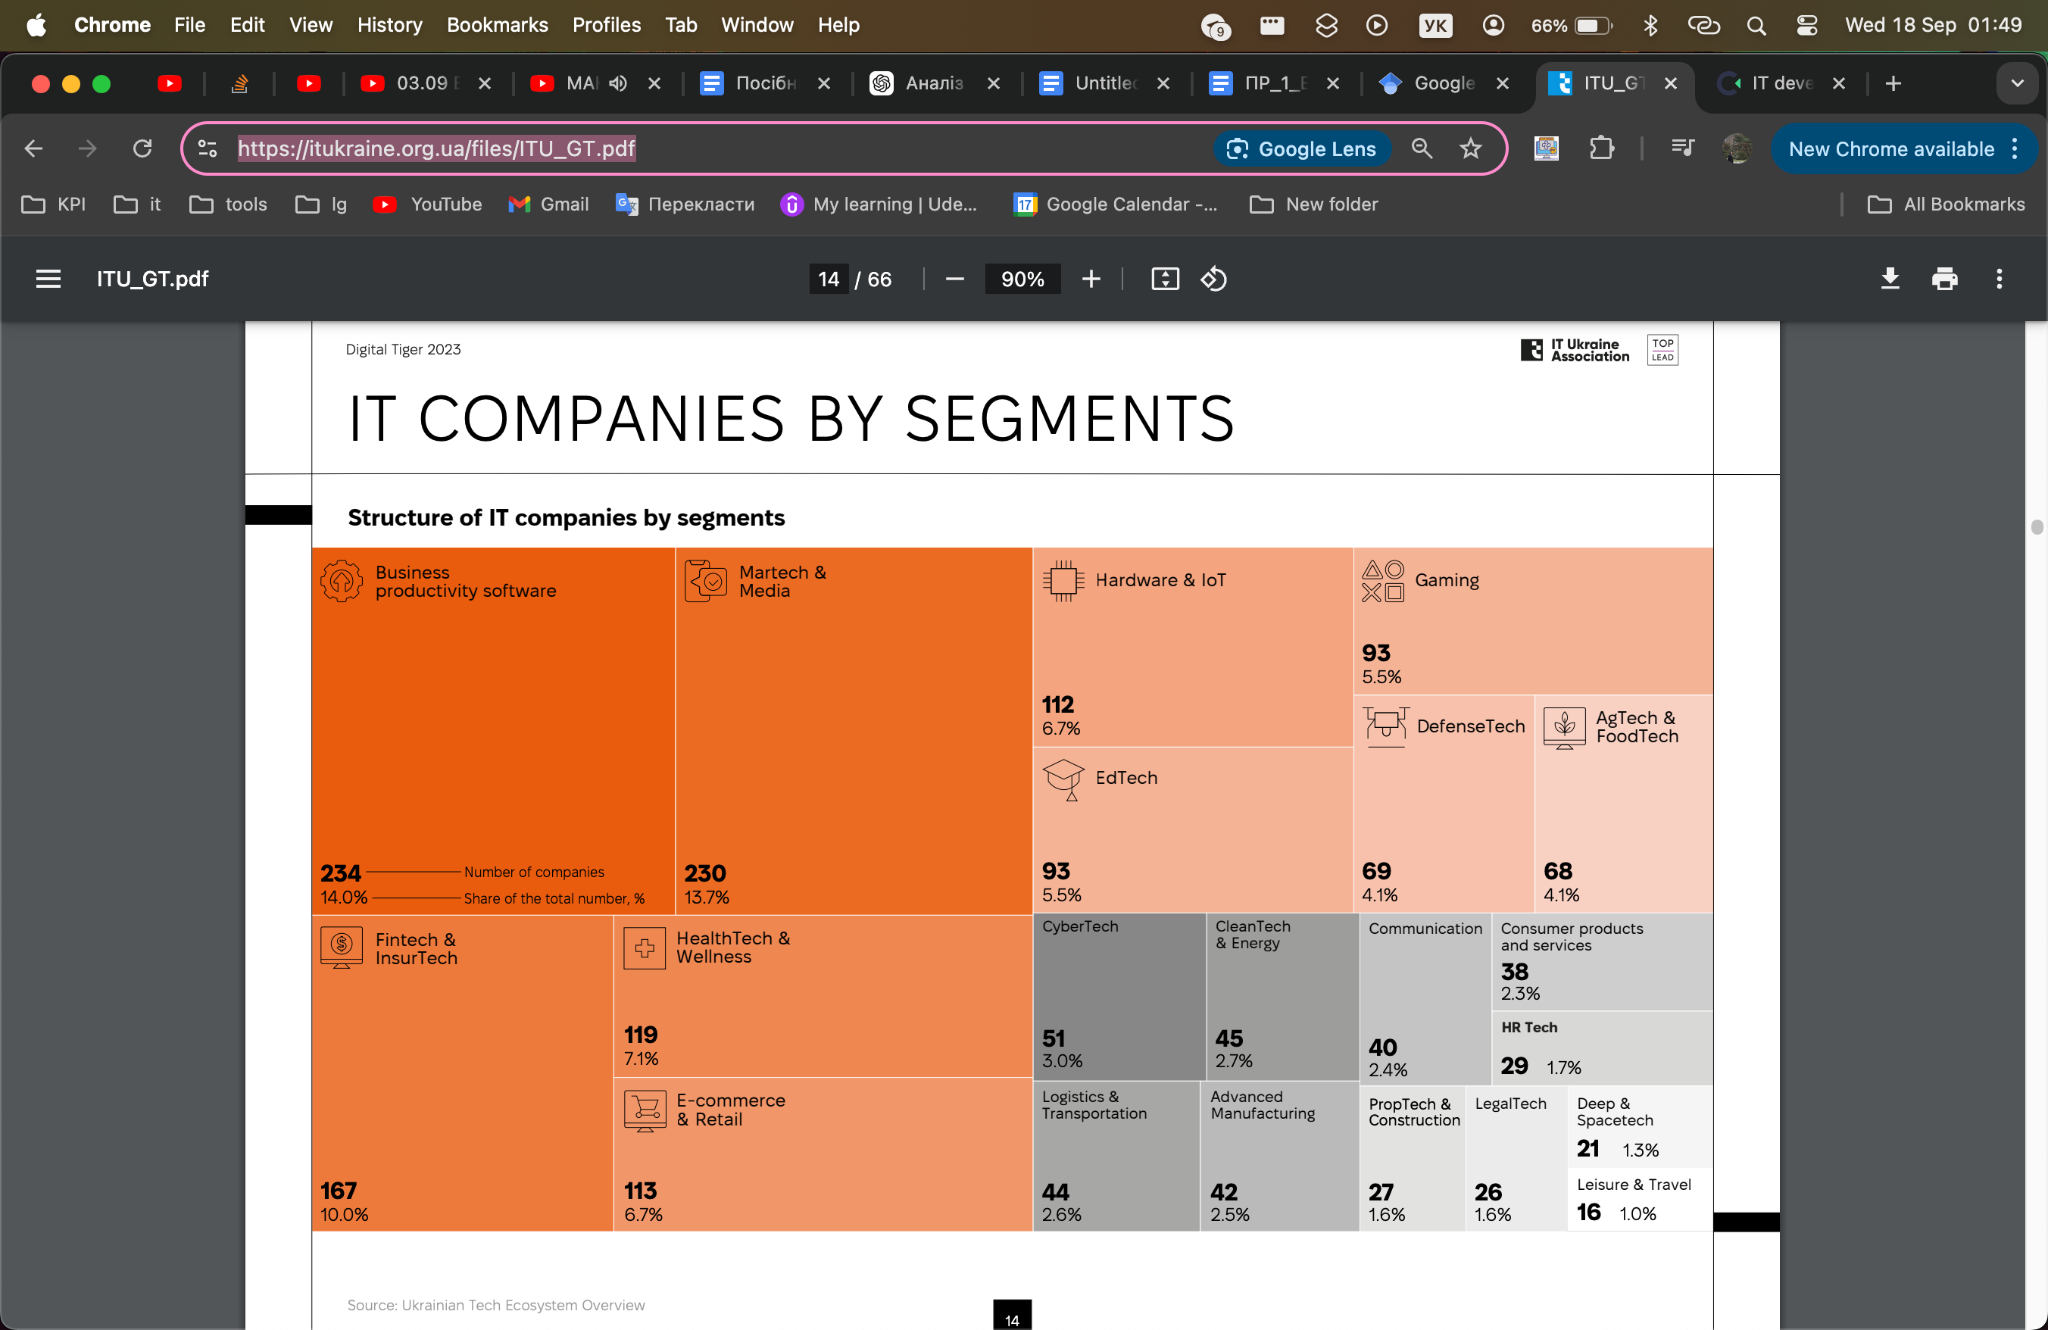 Chrome File Edit View History Bookmarks Profiles Tab Window Help
9 УК 66% Wed 18 Sep 01:49
03.09 МАН Посібн Аналіз Untitled ПР_1_Е Google ITU_GT IT deve
https://itukraine.org.ua/files/ITU_GT.pdf Google Lens New Chrome available
KPI it tools lg YouTube Gmail Перекласти My learning | Ude... 17 Google Calendar -... New folder All Bookmarks
ITU_GT.pdf 14 / 66 90%
Digital Tiger 2023
IT Ukraine
Association
TOP
LEAD
IT COMPANIES BY SEGMENTS
Structure of IT companies by segments
Business
productivity software
234 Number of companies
14.0% Share of the total number, %
Martech &
Media
230
13.7%
Hardware & IoT
112
6.7%
Gaming
93
5.5%
EdTech
93
5.5%
DefenseTech
69
4.1%
AgTech &
FoodTech
68
4.1%
Fintech &
InsurTech
167
10.0%
HealthTech &
Wellness
119
7.1%
E-commerce
& Retail
113
6.7%
CyberTech
51
3.0%
CleanTech
& Energy
45
2.7%
Communication
40
2.4%
Consumer products
and services
38
2.3%
HR Tech
29 1.7%
Logistics &
Transportation
44
2.6%
Advanced
Manufacturing
42
2.5%
PropTech &
Construction
27
1.6%
LegalTech
26
1.6%
Deep &
Spacetech
21 1.3%
Leisure & Travel
16 1.0%
Source: Ukrainian Tech Ecosystem Overview
14